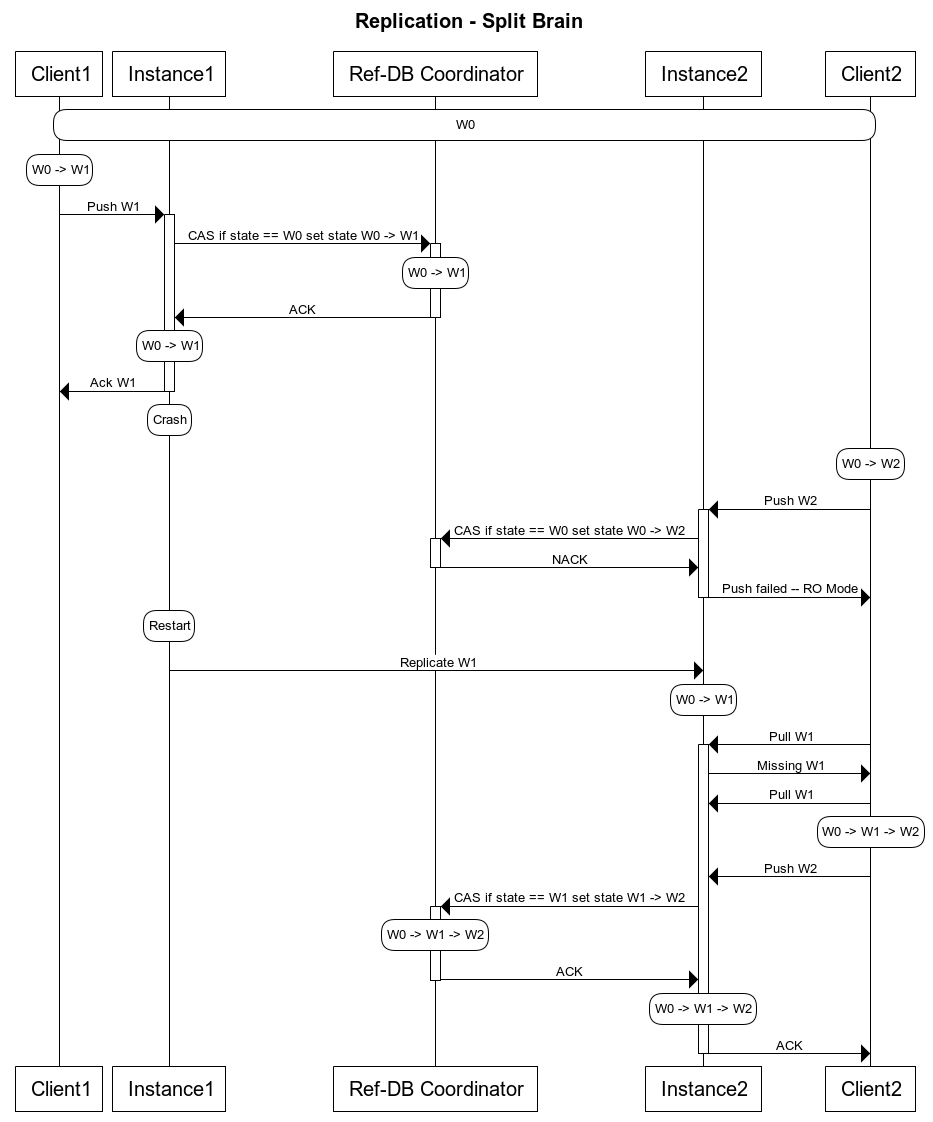 Replication - Split Brain
Client1
Instance1
Ref-DB Coordinator
Instance2
Client2
W0
W0 -> W1
Push W1
CAS if state == W0 set state W0 -> W1
W0 -> W1
ACK
W0 -> W1
Ack W1
Crash
W0 -> W2
Push W2
CAS if state == W0 set state W0 -> W2
NACK
Push failed -- RO Mode
Restart
Replicate W1
W0 -> W1
Pull W1
Missing W1
Pull W1
W0 -> W1 -> W2
Push W2
CAS if state == W1 set state W1 -> W2
W0 -> W1 -> W2
ACK
W0 -> W1 -> W2
ACK
Client1
Instance1
Ref-DB Coordinator
Instance2
Client2